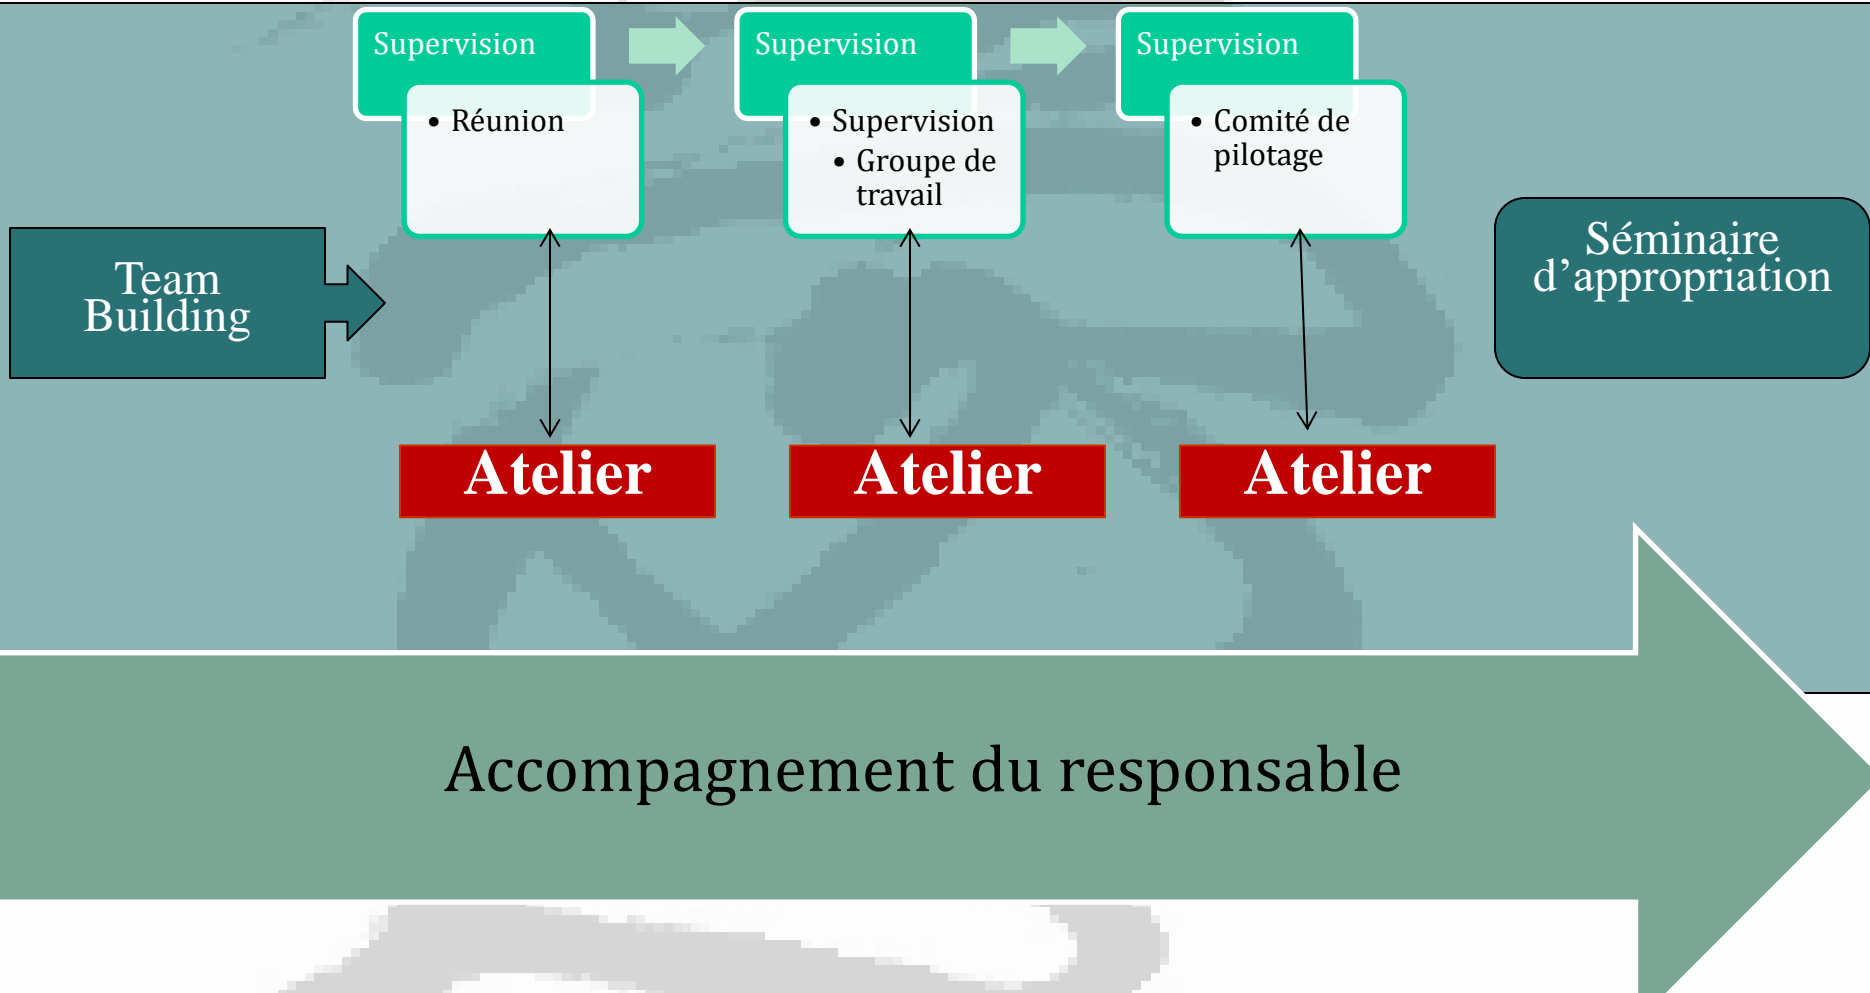 Supervision
Supervision
Supervision
• Réunion
• Supervision
• Groupe de
travail
• Comité de
pilotage
Team
Building
Séminaire
d’appropriation
Atelier
Atelier
Atelier
Accompagnement du responsable